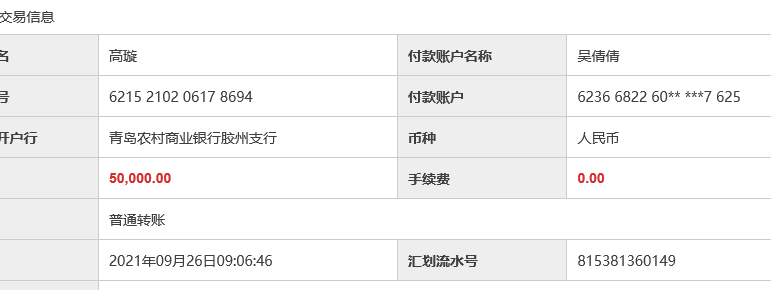 交易信息
名 高璇 付款账户名称 吴倩倩
号 6215 2102 0617 8694 付款账户 6236 6822 60** ***7 625
开户行 青岛农村商业银行胶州支行 币种 人民币
50,000.00 手续费 0.00
普通转账
2021年09月26日09:06:46 汇划流水号 815381360149